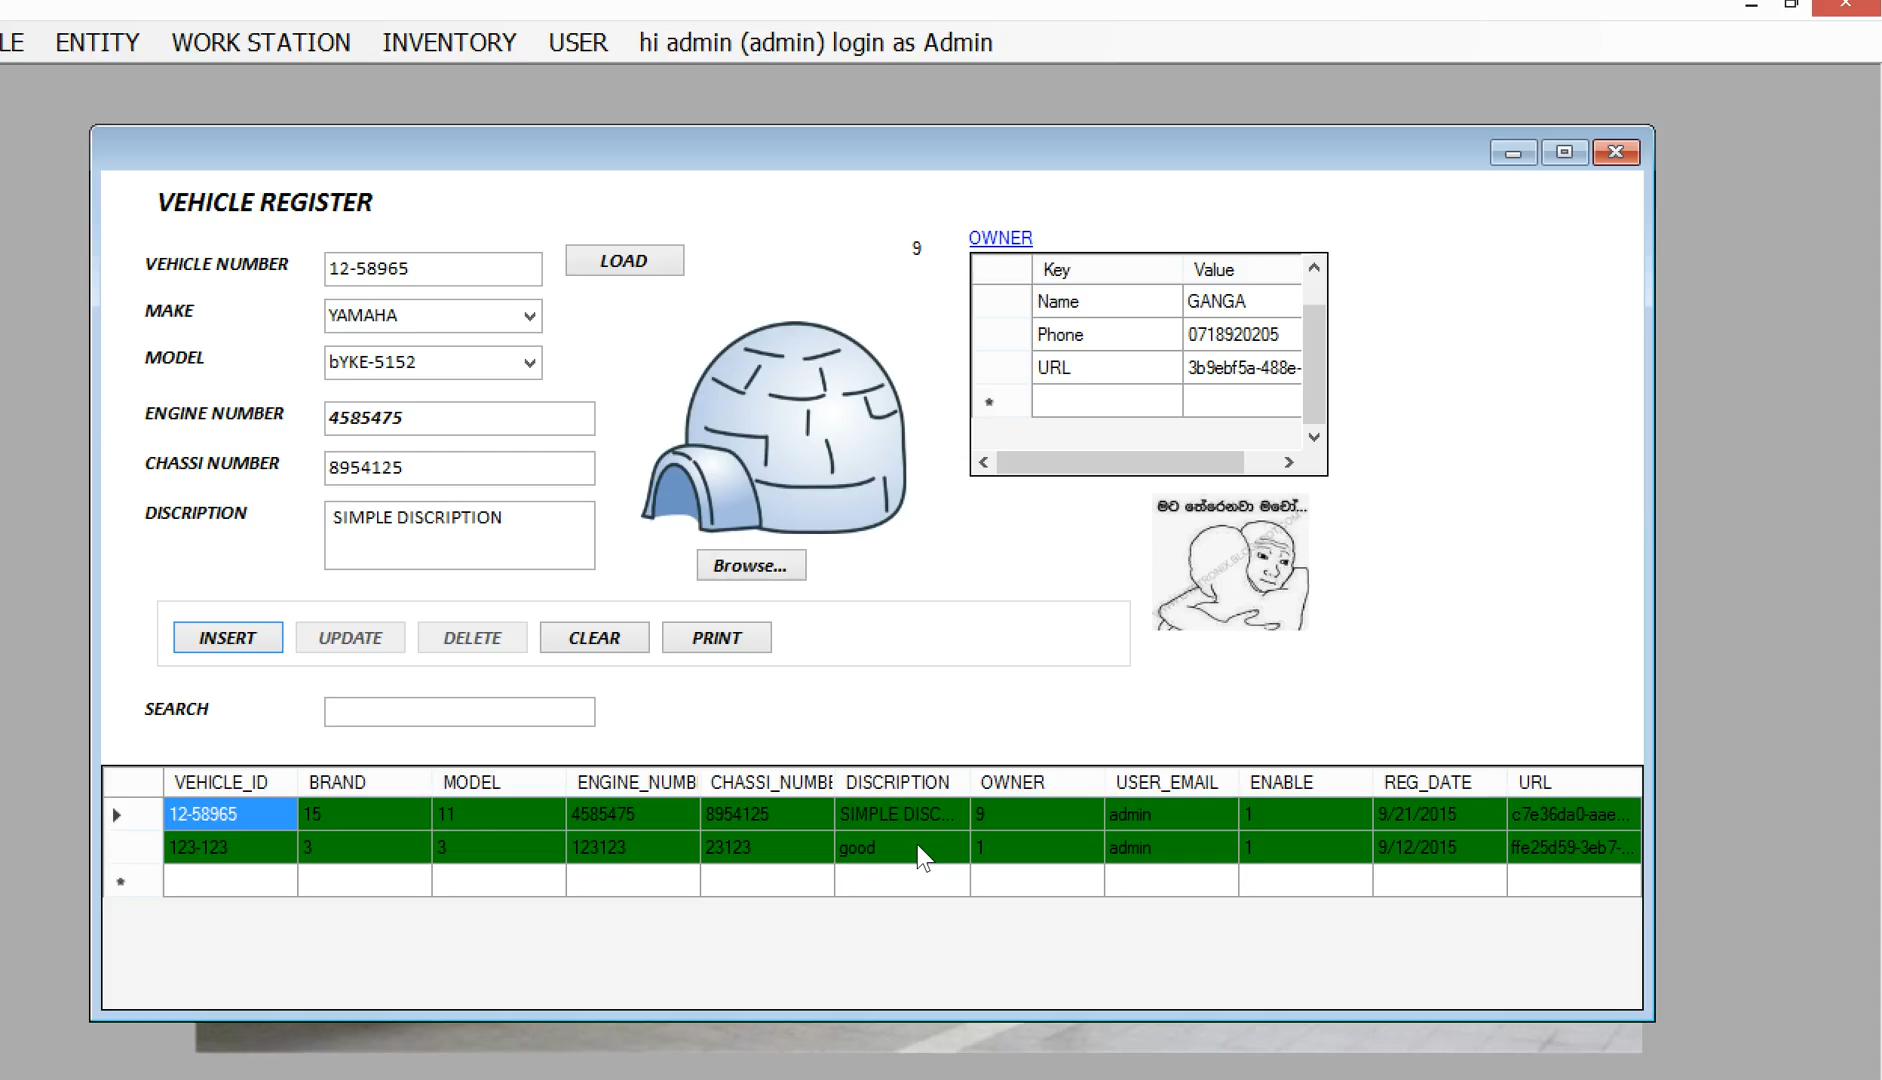 LE ENTITY WORK STATION INVENTORY USER hi admin (admin) login as Admin
VEHICLE REGISTER
VEHICLE NUMBER 12-58965 LOAD
9
OWNER
MAKE YAMAHA
MODEL bYKE-5152
ENGINE NUMBER 4585475
CHASSI NUMBER 8954125
DISCRIPTION SIMPLE DISCRIPTION
Key Value
Name GANGA
Phone 0718920205
URL 3b9ebf5a-488e-
*
මට තේරෙනවා මචෝ...
Browse...
INSERT UPDATE DELETE CLEAR PRINT
SEARCH
VEHICLE_ID BRAND MODEL ENGINE_NUMB CHASSI_NUMBE DISCRIPTION OWNER USER_EMAIL ENABLE REG_DATE URL
12-58965 15 11 4585475 8954125 SIMPLE DISC... 9 admin 1 9/21/2015 c7e36da0-aae...
123-123 3 3 123123 23123 good 1 admin 1 9/12/2015 ffe25d59-3eb7-...
*